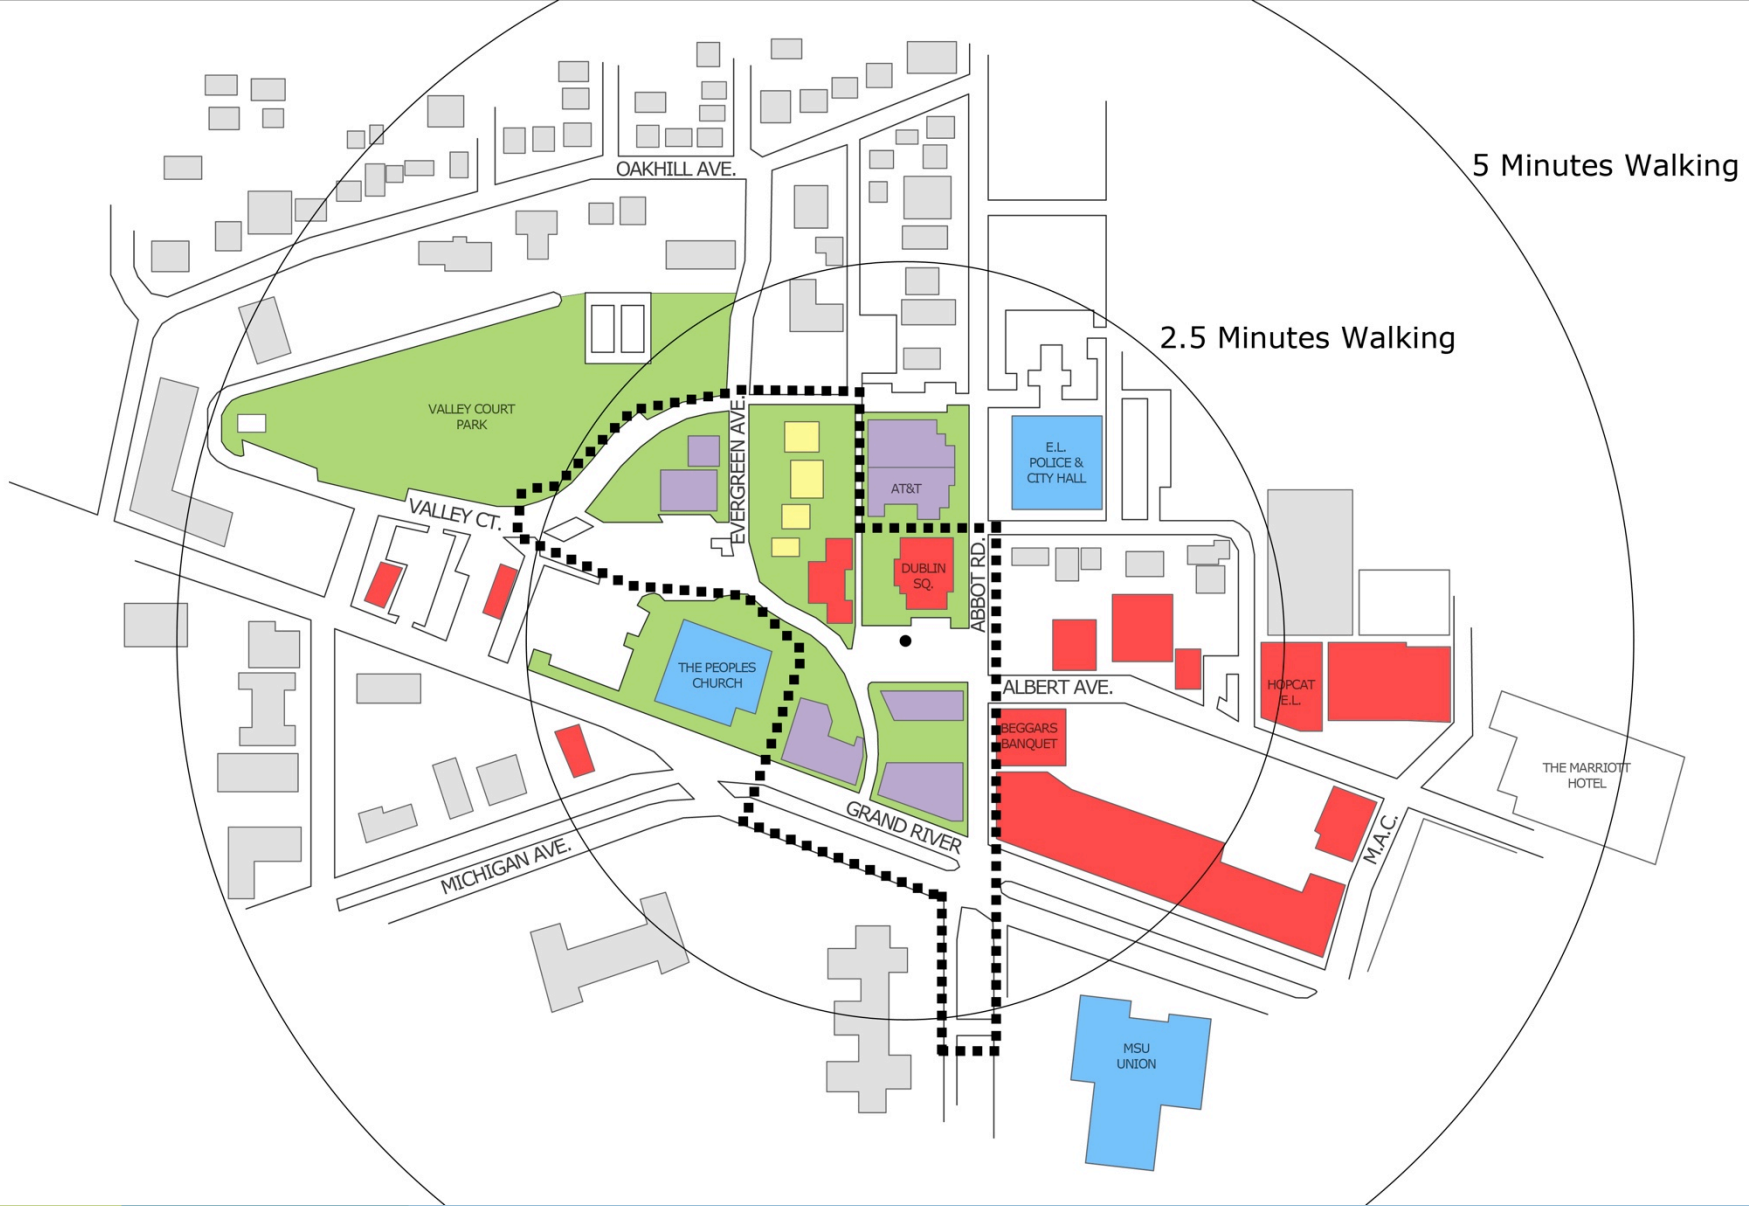 5 Minutes Walking
OAKHILL AVE.
2.5 Minutes Walking
VALLEY COURT
PARK
EVERGREEN AVE.
E.L.
POLICE &
CITY HALL
AT&T
VALLEY CT.
ABBOT RD.
DUBLIN
SQ.
THE PEOPLES
CHURCH
ALBERT AVE.
HOPCAT
E.L.
BEGGARS
BANQUET
THE MARRIOTT
HOTEL
GRAND RIVER
M.A.C.
MICHIGAN AVE.
MSU
UNION